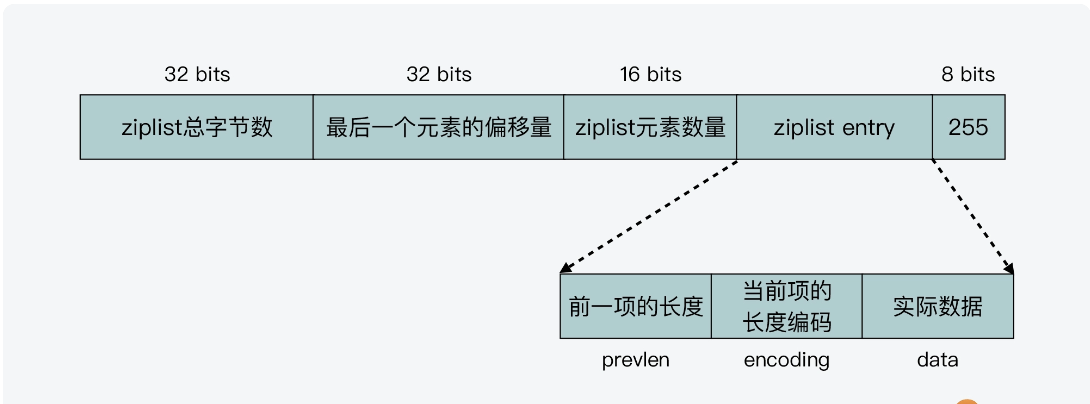 32 bits
32 bits
16 bits
8 bits
ziplist总字节数
最后一个元素的偏移量
ziplist元素数量
ziplist entry
255
前一项的长度
当前项的
长度编码
实际数据
prevlen
encoding
data